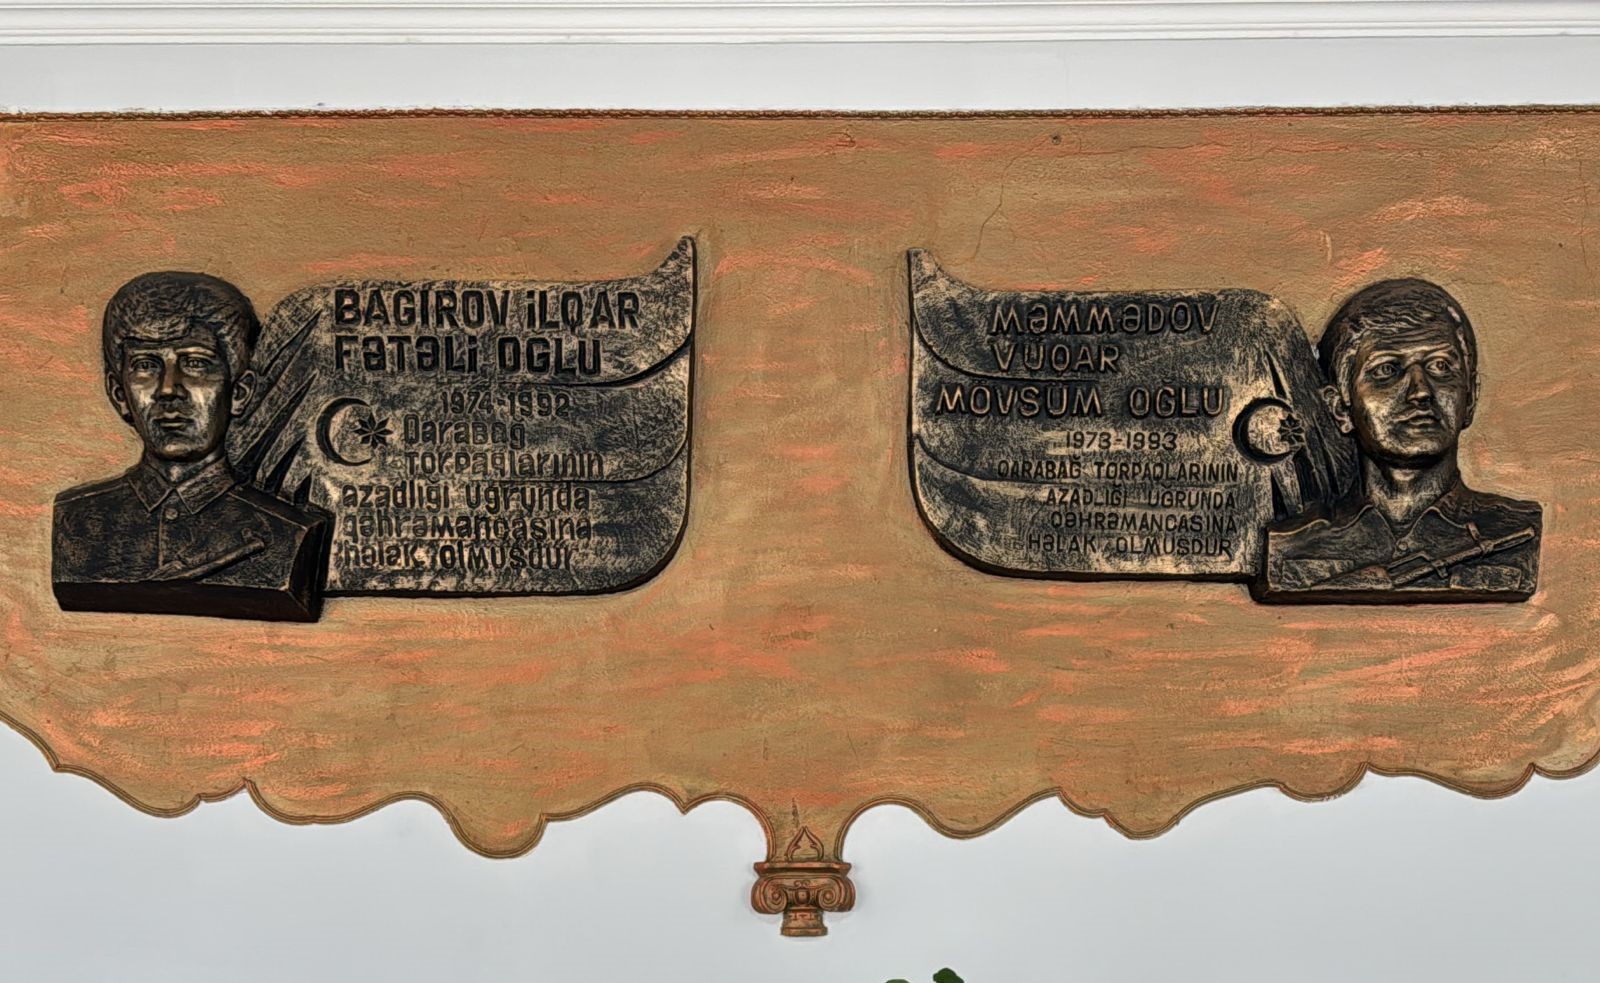 BAĞIROV İLQAR
FƏTƏLİ OĞLU
1974-1992
Qarabağ
torpaqlarının
azadlığı uğrunda
qəhrəmancasına
həlak olmuşdur
MƏMMƏDOV
VÜQAR
MÖVSÜM OĞLU
1973-1993
QARABAĞ TORPAQLARININ
AZADLIĞI UĞRUNDA
QƏHRƏMANCASINA
HƏLAK OLMUŞDUR